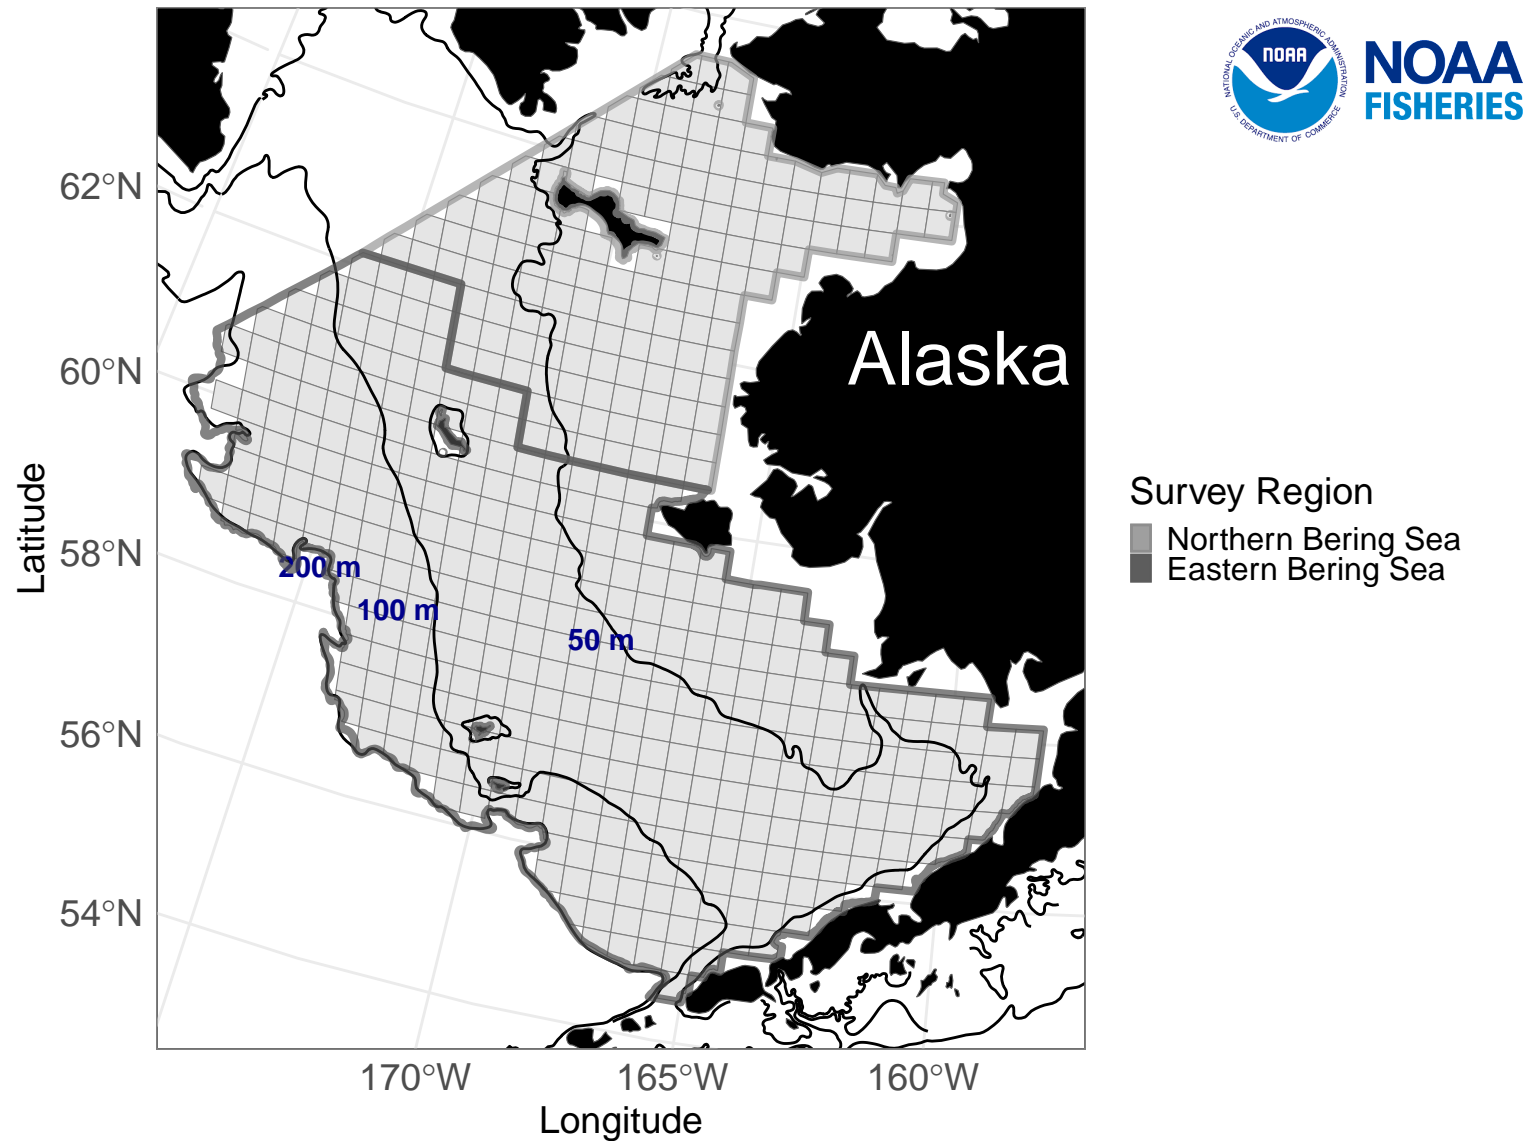 NATIONAL OCEANIC AND ATMOSPHERIC ADMINISTRATION
U.S. DEPARTMENT OF COMMERCE
NOAA
NOAA
FISHERIES
62°N
60°N
58°N
56°N
54°N
Latitude
Alaska
200 m
100 m
50 m
Survey Region
Northern Bering Sea
Eastern Bering Sea
170°W
165°W
160°W
Longitude